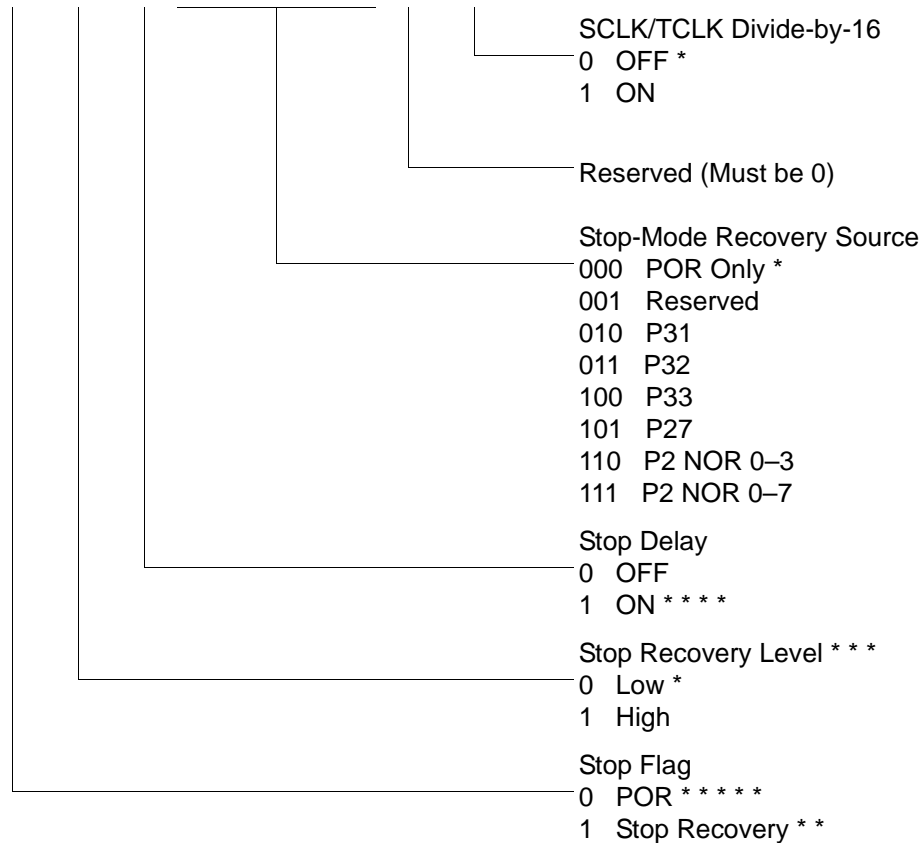 SCLK/TCLK Divide-by-16
0 OFF *
1 ON
Reserved (Must be 0)
Stop-Mode Recovery Source
000 POR Only *
001 Reserved
010 P31
011 P32
100 P33
101 P27
110 P2 NOR 0–3
111 P2 NOR 0–7
Stop Delay
0 OFF
1 ON * * * *
Stop Recovery Level * * *
0 Low *
1 High
Stop Flag
0 POR * * * * *
1 Stop Recovery * *